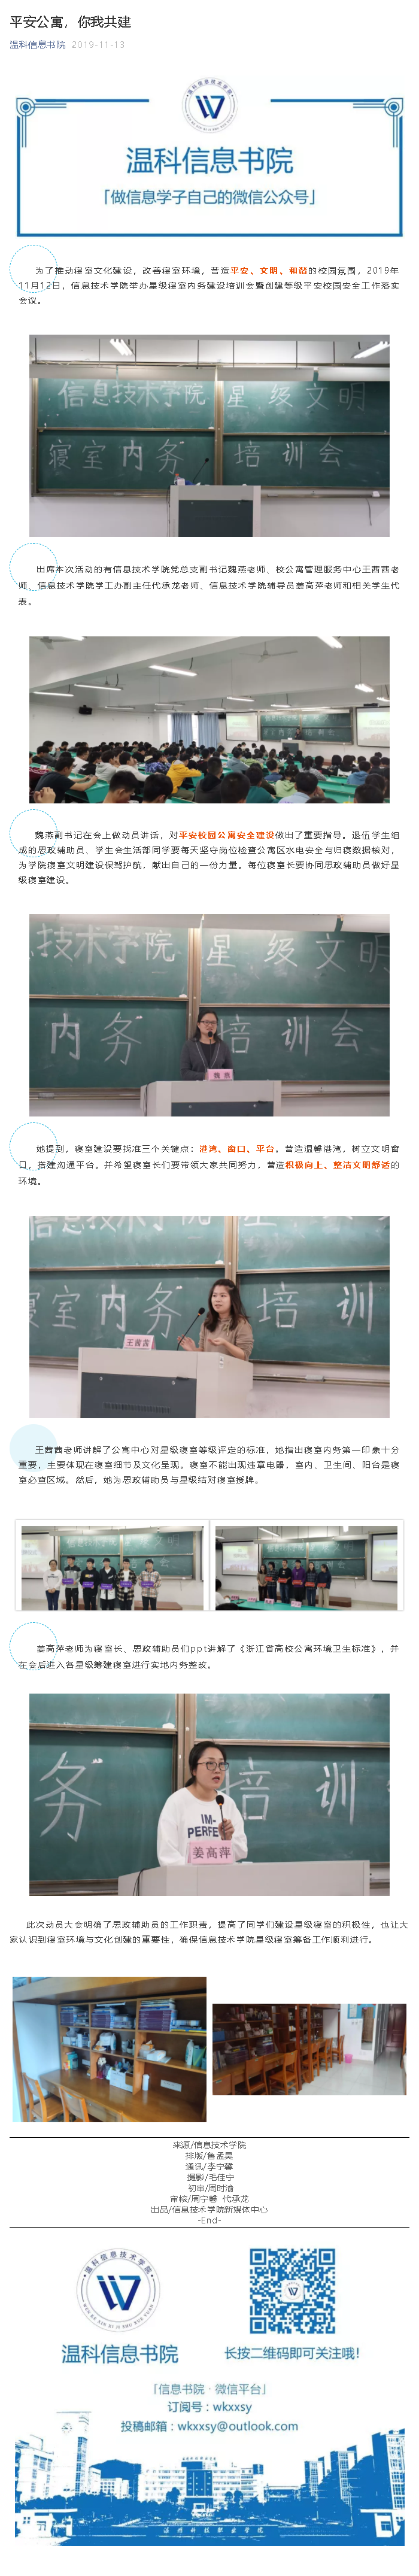 平安公寓，你我共建
温科信息书院 2019-11-13
温科信息书院
「做信息学子自己的微信公众号」
为了推动寝室文化建设，改善寝室环境，营造平安、文明、和谐的校园氛围，2019年
11月12日，信息技术学院举办星级寝室内务建设培训会暨创建等级平安校园安全工作落实
会议。
信息技术学院 星级文明
寝室内务 培训会
出席本次活动的有信息技术学院党总支副书记魏燕老师、校公寓管理服务中心王茜茜老
师、信息技术学院学工办副主任代承龙老师、信息技术学院辅导员姜高萍老师和相关学生代
表。
魏燕副书记在会上做动员讲话，对平安校园公寓安全建设做出了重要指导。退伍学生组
成的思政辅助员、学生会生活部同学要每天坚守岗位检查公寓区水电安全与归寝数据核对，
为学院寝室文明建设保驾护航，献出自己的一份力量。每位寝室长要协同思政辅助员做好星
级寝室建设。
技术学院 星级文明
内务 培训会
魏燕
她提到，寝室建设要找准三个关键点：港湾、窗口、平台。营造温馨港湾，树立文明窗
口，搭建沟通平台。并希望寝室长们要带领大家共同努力，营造积极向上、整洁文明舒适的
环境。
寝室内务 培训
王茜茜
王茜茜老师讲解了公寓中心对星级寝室等级评定的标准，她指出寝室内务第一印象十分
重要，主要体现在寝室细节及文化呈现。寝室不能出现违章电器，室内、卫生间、阳台是寝
室必查区域。然后，她为思政辅助员与星级结对寝室授牌。
姜高萍老师为寝室长、思政辅助员们ppt讲解了《浙江省高校公寓环境卫生标准》，并
在会后进入各星级筹建寝室进行实地内务整改。
务 培训
IM-
PERFE
姜高萍
此次动员大会明确了思政辅助员的工作职责，提高了同学们建设星级寝室的积极性，也让大
家认识到寝室环境与文化创建的重要性，确保信息技术学院星级寝室筹备工作顺利进行。
来源/信息技术学院
排版/鲁孟昊
通讯/李宁馨
摄影/毛佳宁
初审/周时渝
审核/周宁馨 代承龙
出品/信息技术学院新媒体中心
-End-
温科信息技术学院
温科信息书院
长按二维码即可关注哦！
「信息书院·微信平台」
订阅号：wkxxsy
投稿邮箱：wkxxsy@outlook.com
温州科技职业学院